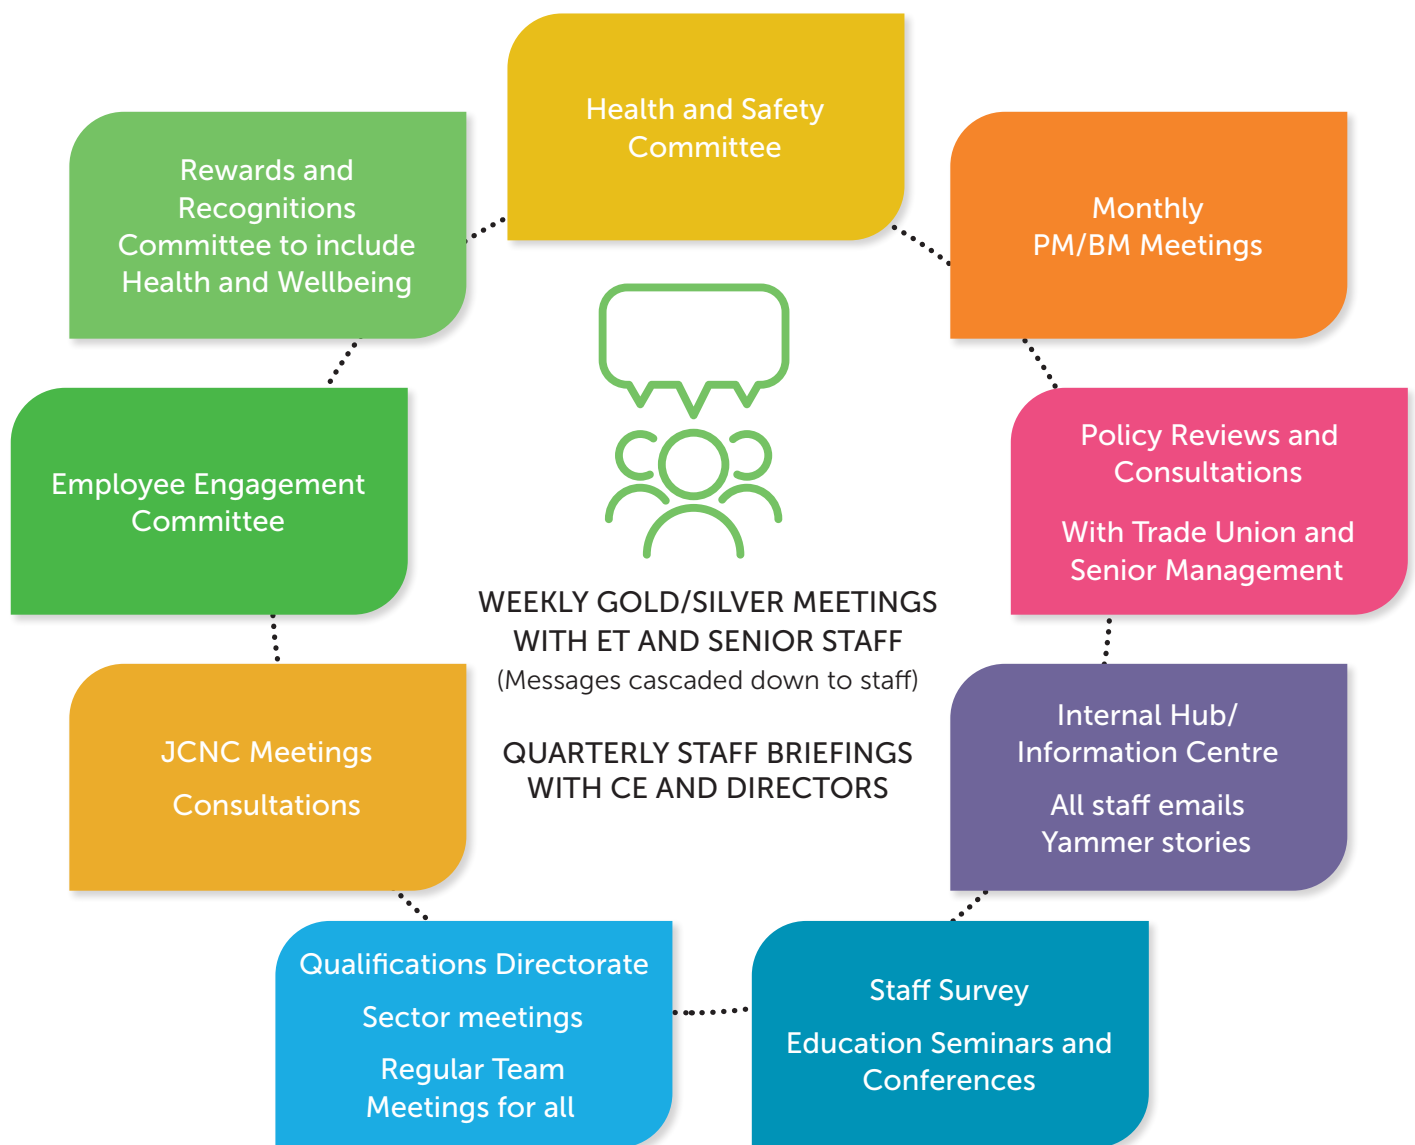 Health and Safety
Committee
Rewards and
Recognitions
Committee to include
Health and Wellbeing
Monthly
PM/BM Meetings
Employee Engagement
Committee
Policy Reviews and
Consultations
With Trade Union and
Senior Management
WEEKLY GOLD/SILVER MEETINGS
WITH ET AND SENIOR STAFF
(Messages cascaded down to staff)
QUARTERLY STAFF BRIEFINGS
WITH CE AND DIRECTORS
JCNC Meetings
Consultations
Internal Hub/
Information Centre
All staff emails
Yammer stories
Qualifications Directorate
Sector meetings
Regular Team
Meetings for all
Staff Survey
Education Seminars and
Conferences